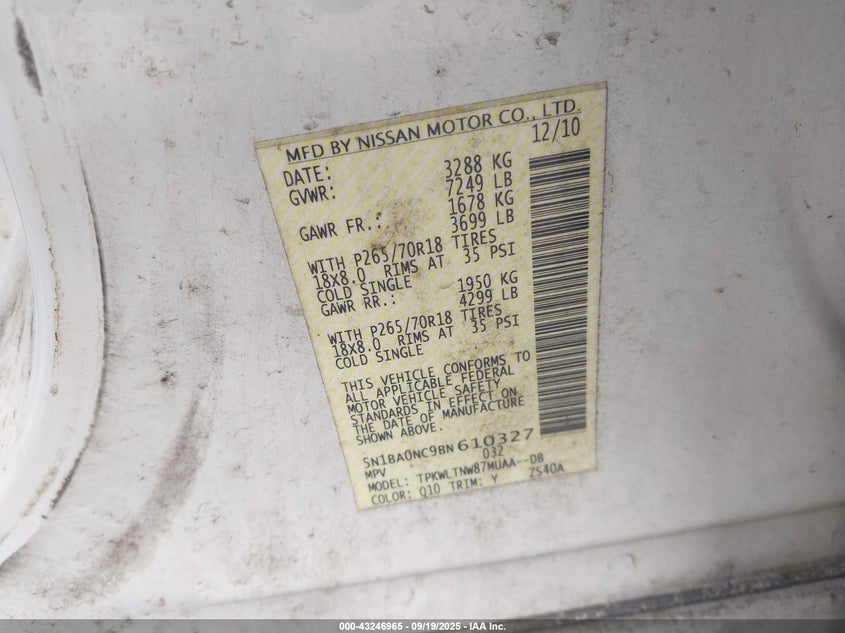 MFD BY NISSAN MOTOR CO., LTD.
DATE: 12/10
GVWR: 3288 KG
7249 LB
GAWR FR.: 1678 KG
3699 LB
WITH P265/70R18 TIRES
18X8.0 RIMS AT 35 PSI
COLD SINGLE
GAWR RR.: 1950 KG
4299 LB
WITH P265/70R18 TIRES
18X8.0 RIMS AT 35 PSI
COLD SINGLE
THIS VEHICLE CONFORMS TO
ALL APPLICABLE FEDERAL
MOTOR VEHICLE SAFETY
STANDARDS IN EFFECT ON
THE DATE OF MANUFACTURE
SHOWN ABOVE.
5N1BA0NC9BN610327
MPV 032
MODEL: TPKWLTNW87MUAA--DB
COLOR: Q10 TRIM: Y ZS40A
000-43246965 - 09/19/2025 - IAA Inc.